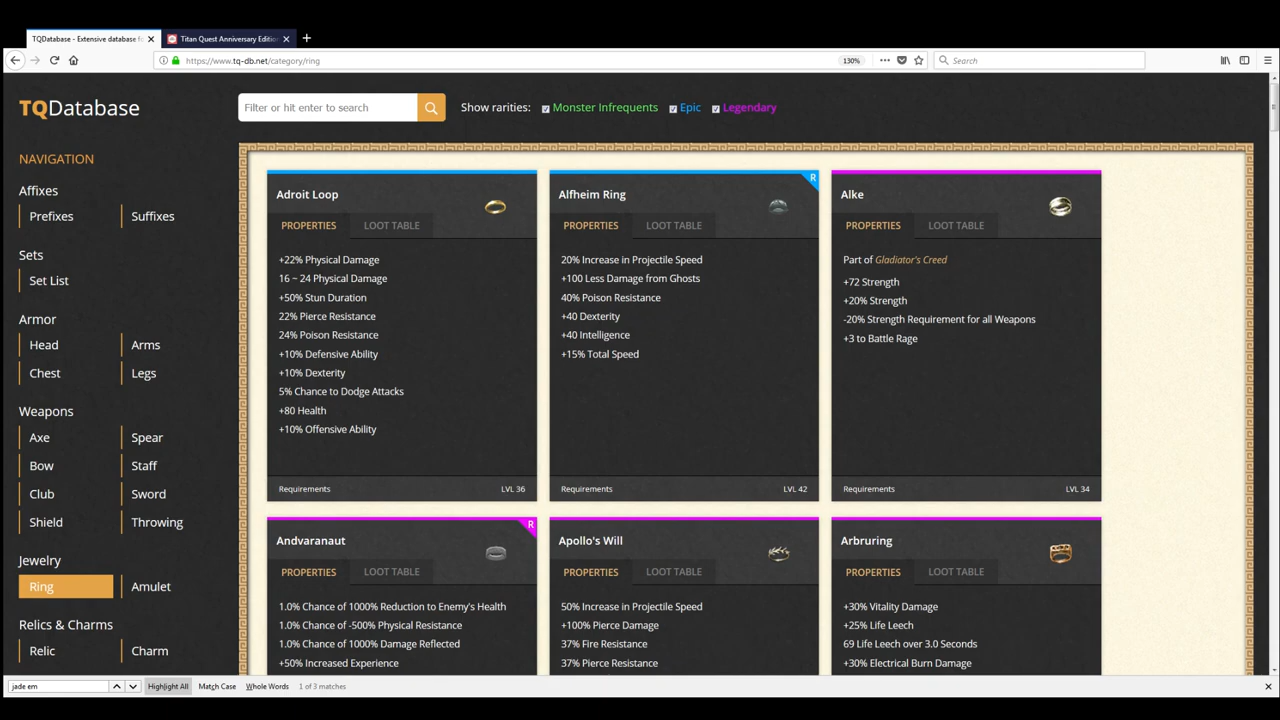 TQDatabase - Extensive database fo
Titan Quest Anniversary Edition
https://www.tq-db.net/category/ring
130%
Search
TQDatabase
Filter or hit enter to search
Show rarities: Monster Infrequents Epic Legendary
NAVIGATION
Affixes
Prefixes Suffixes
Sets
Set List
Armor
Head Arms
Chest Legs
Weapons
Axe Spear
Bow Staff
Club Sword
Shield Throwing
Jewelry
Ring Amulet
Relics & Charms
Relic Charm
Adroit Loop
PROPERTIES LOOT TABLE
+22% Physical Damage
16 ~ 24 Physical Damage
+50% Stun Duration
22% Pierce Resistance
24% Poison Resistance
+10% Defensive Ability
+10% Dexterity
5% Chance to Dodge Attacks
+80 Health
+10% Offensive Ability
Requirements LVL 36
R
Alfheim Ring
PROPERTIES LOOT TABLE
20% Increase in Projectile Speed
+100 Less Damage from Ghosts
40% Poison Resistance
+40 Dexterity
+40 Intelligence
+15% Total Speed
Requirements LVL 42
Alke
PROPERTIES LOOT TABLE
Part of Gladiator's Creed
+72 Strength
+20% Strength
-20% Strength Requirement for all Weapons
+3 to Battle Rage
Requirements LVL 34
R
Andvaranaut
PROPERTIES LOOT TABLE
1.0% Chance of 1000% Reduction to Enemy's Health
1.0% Chance of -500% Physical Resistance
1.0% Chance of 1000% Damage Reflected
+50% Increased Experience
Apollo's Will
PROPERTIES LOOT TABLE
50% Increase in Projectile Speed
+100% Pierce Damage
37% Fire Resistance
37% Pierce Resistance
Arbruring
PROPERTIES LOOT TABLE
+30% Vitality Damage
+25% Life Leech
69 Life Leech over 3.0 Seconds
+30% Electrical Burn Damage
jade em
Highlight All Match Case Whole Words 1 of 3 matches